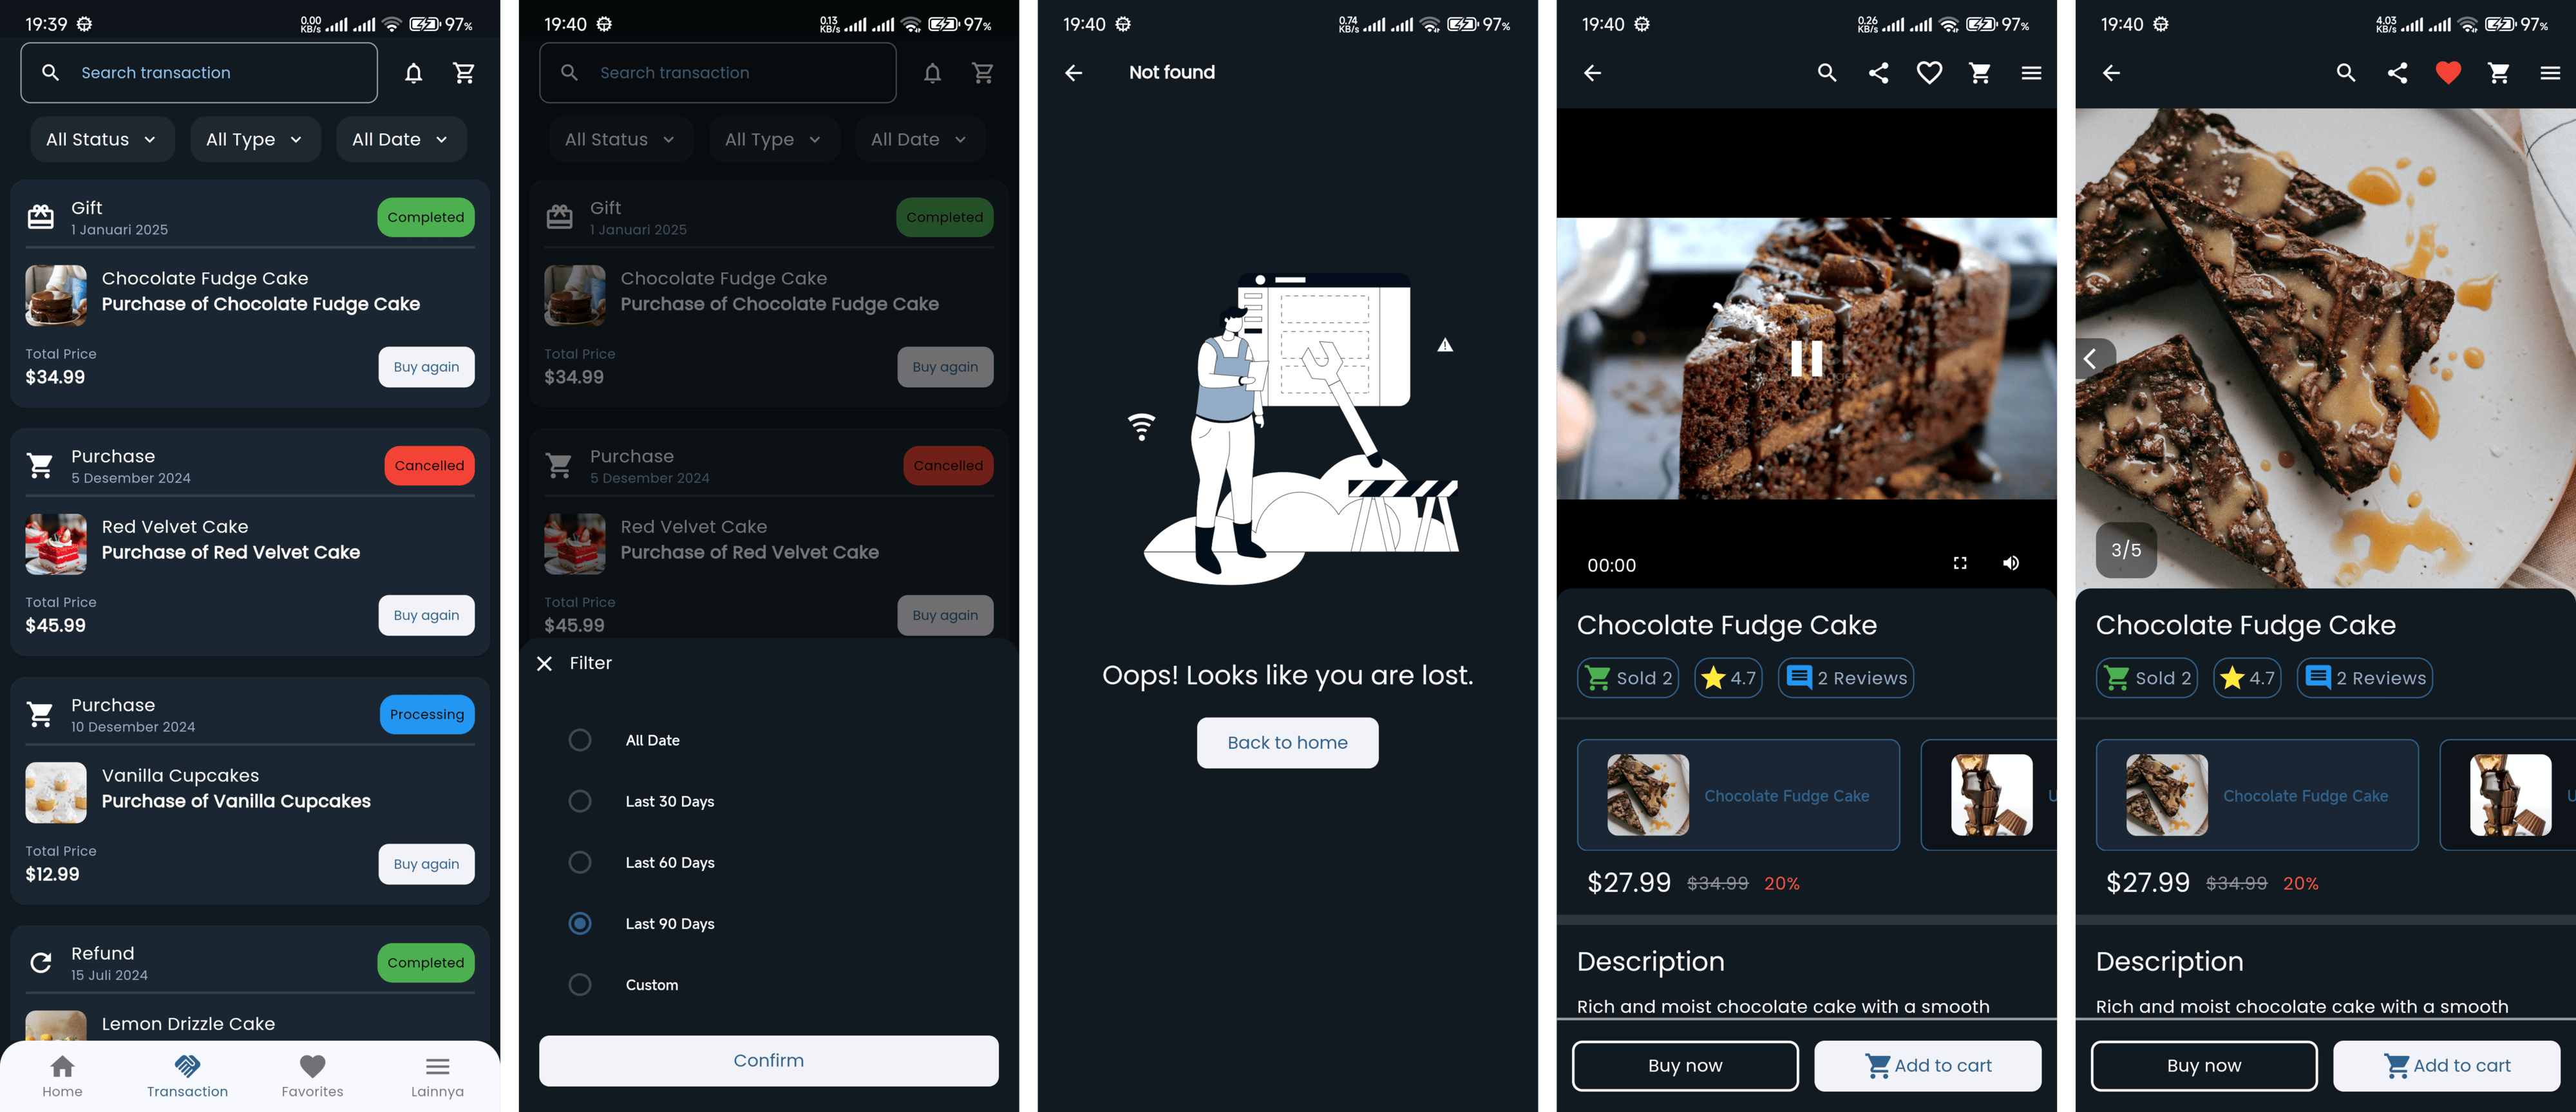 19:39
0.00 KB/s
97%
Search transaction
All Status
All Type
All Date
Gift
1 Januari 2025
Completed
Chocolate Fudge Cake
Purchase of Chocolate Fudge Cake
Total Price
$34.99
Buy again
Purchase
5 Desember 2024
Cancelled
Red Velvet Cake
Purchase of Red Velvet Cake
Total Price
$45.99
Buy again
Purchase
10 Desember 2024
Processing
Vanilla Cupcakes
Purchase of Vanilla Cupcakes
Total Price
$12.99
Buy again
Refund
15 Juli 2024
Completed
Lemon Drizzle Cake
Home
Transaction
Favorites
Lainnya
19:40
0.13 KB/s
97%
Search transaction
All Status
All Type
All Date
Gift
1 Januari 2025
Completed
Chocolate Fudge Cake
Purchase of Chocolate Fudge Cake
Total Price
$34.99
Buy again
Purchase
5 Desember 2024
Cancelled
Red Velvet Cake
Purchase of Red Velvet Cake
Total Price
$45.99
Buy again
Filter
All Date
Last 30 Days
Last 60 Days
Last 90 Days
Custom
Confirm
19:40
0.74 KB/s
97%
Not found
Oops! Looks like you are lost.
Back to home
19:40
0.26 KB/s
97%
00:00
Chocolate Fudge Cake
Sold 2
4.7
2 Reviews
Chocolate Fudge Cake
U
$27.99 $34.99 20%
Description
Rich and moist chocolate cake with a smooth
Buy now
Add to cart
19:40
4.03 KB/s
97%
3/5
Chocolate Fudge Cake
Sold 2
4.7
2 Reviews
Chocolate Fudge Cake
U
$27.99 $34.99 20%
Description
Rich and moist chocolate cake with a smooth
Buy now
Add to cart